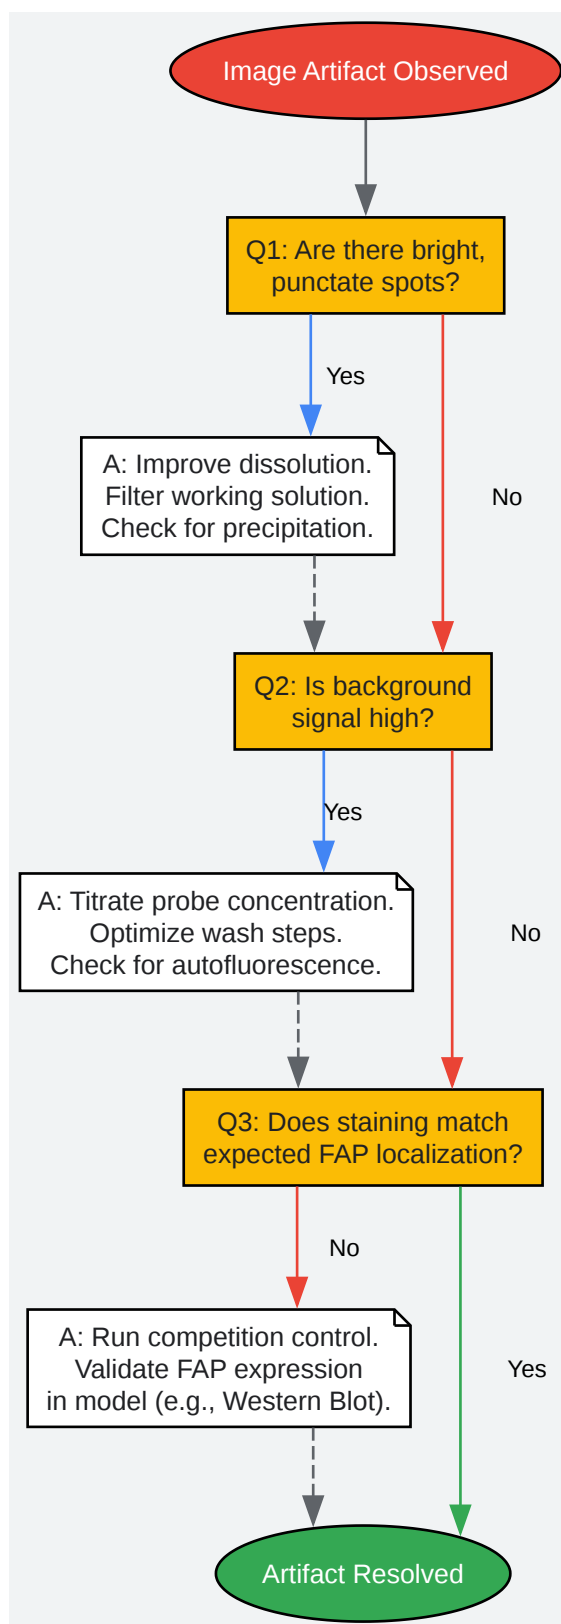 Image Artifact Observed
Q1: Are there bright,
punctate spots?
Yes
A: Improve dissolution.
Filter working solution.
Check for precipitation.
No
Q2: Is background
signal high?
Yes
A: Titrate probe concentration.
Optimize wash steps.
Check for autofluorescence.
No
Q3: Does staining match
expected FAP localization?
No
A: Run competition control.
Validate FAP expression
in model (e.g., Western Blot).
Yes
Artifact Resolved